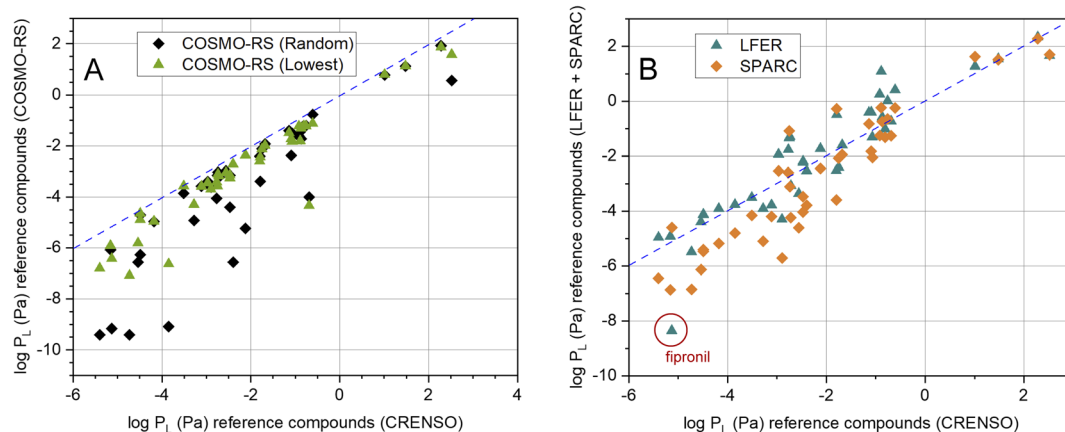 A
COSMO-RS (Random)
COSMO-RS (Lowest)
log P_L (Pa) reference compounds (COSMO-RS)
2
0
-2
-4
-6
-8
-10
-6 -4 -2 0 2 4
log P_L (Pa) reference compounds (CRENSO)
B
LFER
SPARC
log P_L (Pa) reference compounds (LFER + SPARC)
4
2
0
-2
-4
-6
-8
-10
fipronil
-6 -4 -2 0 2
log P_L (Pa) reference compounds (CRENSO)